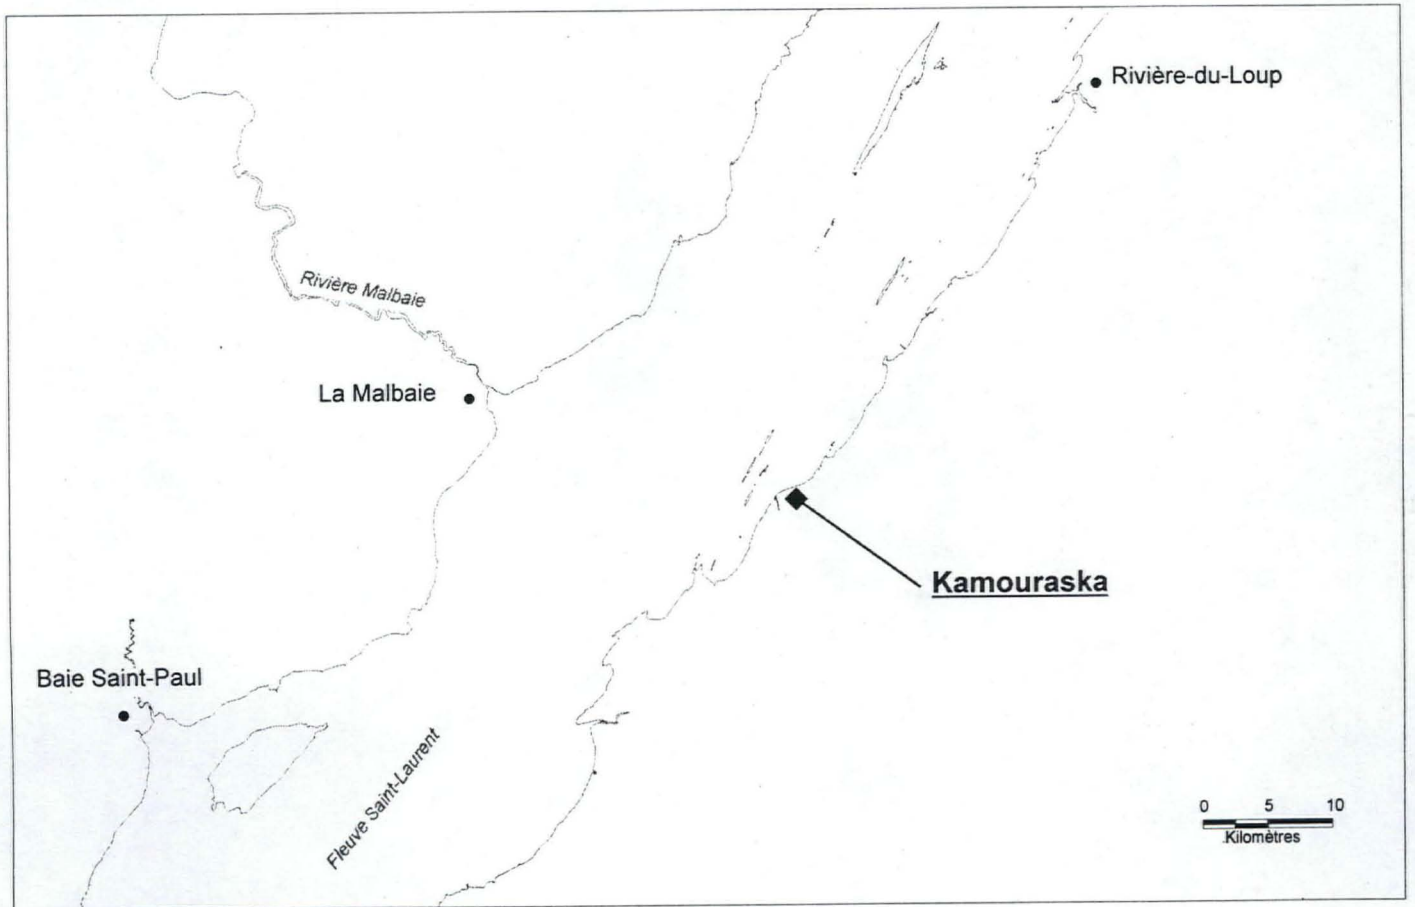 Rivière-du-Loup
Rivière Malbaie
La Malbaie
Kamouraska
Baie Saint-Paul
Fleuve Saint-Laurent
0 5 10
Kilomètres